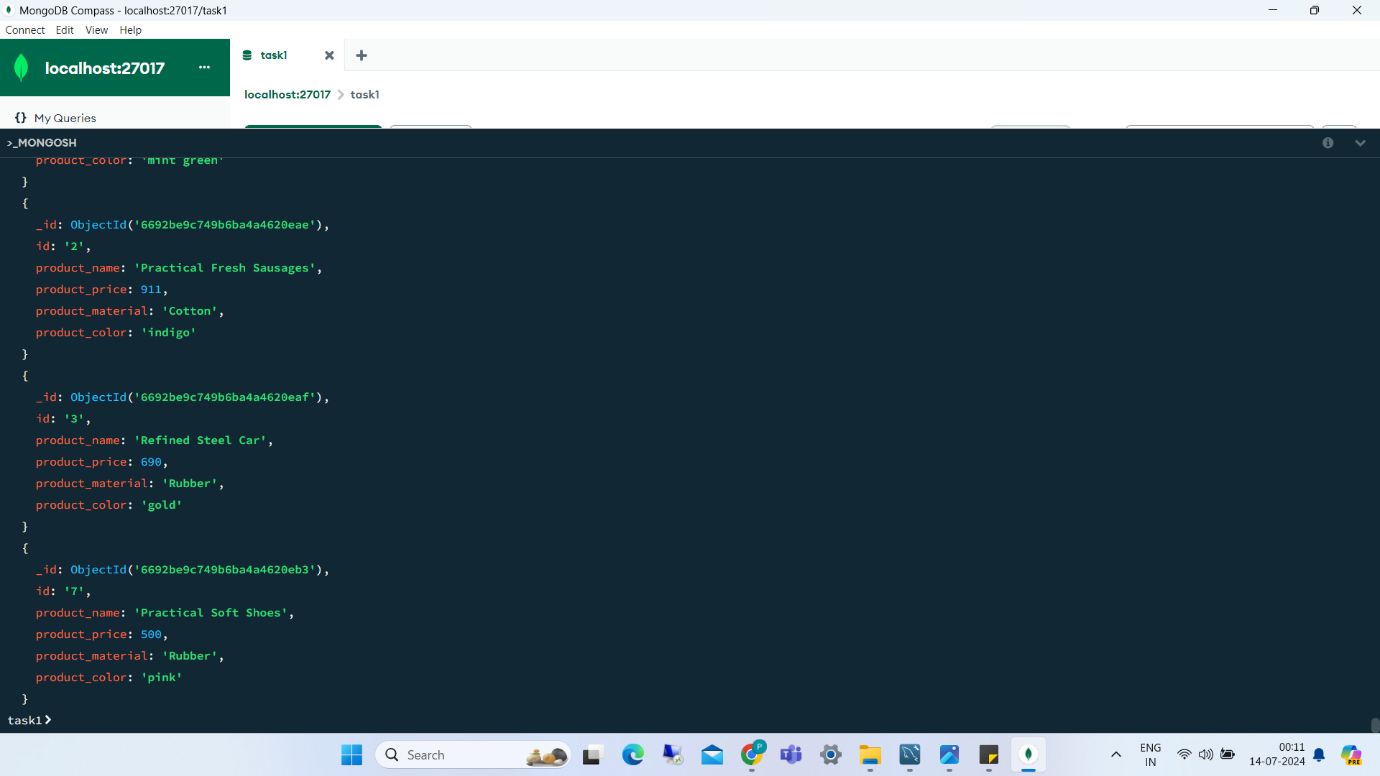 MongoDB Compass - localhost:27017/task1
Connect Edit View Help
localhost:27017 ...
task1
localhost:27017 > task1
{} My Queries
>_MONGOSH
product_color: 'mint green'
}
{
_id: ObjectId('6692be9c749b6ba4a4620eae'),
id: '2',
product_name: 'Practical Fresh Sausages',
product_price: 911,
product_material: 'Cotton',
product_color: 'indigo'
}
{
_id: ObjectId('6692be9c749b6ba4a4620eaf'),
id: '3',
product_name: 'Refined Steel Car',
product_price: 690,
product_material: 'Rubber',
product_color: 'gold'
}
{
_id: ObjectId('6692be9c749b6ba4a4620eb3'),
id: '7',
product_name: 'Practical Soft Shoes',
product_price: 500,
product_material: 'Rubber',
product_color: 'pink'
}
task1>
Search
P
ENG
IN
00:11
14-07-2024
PRE